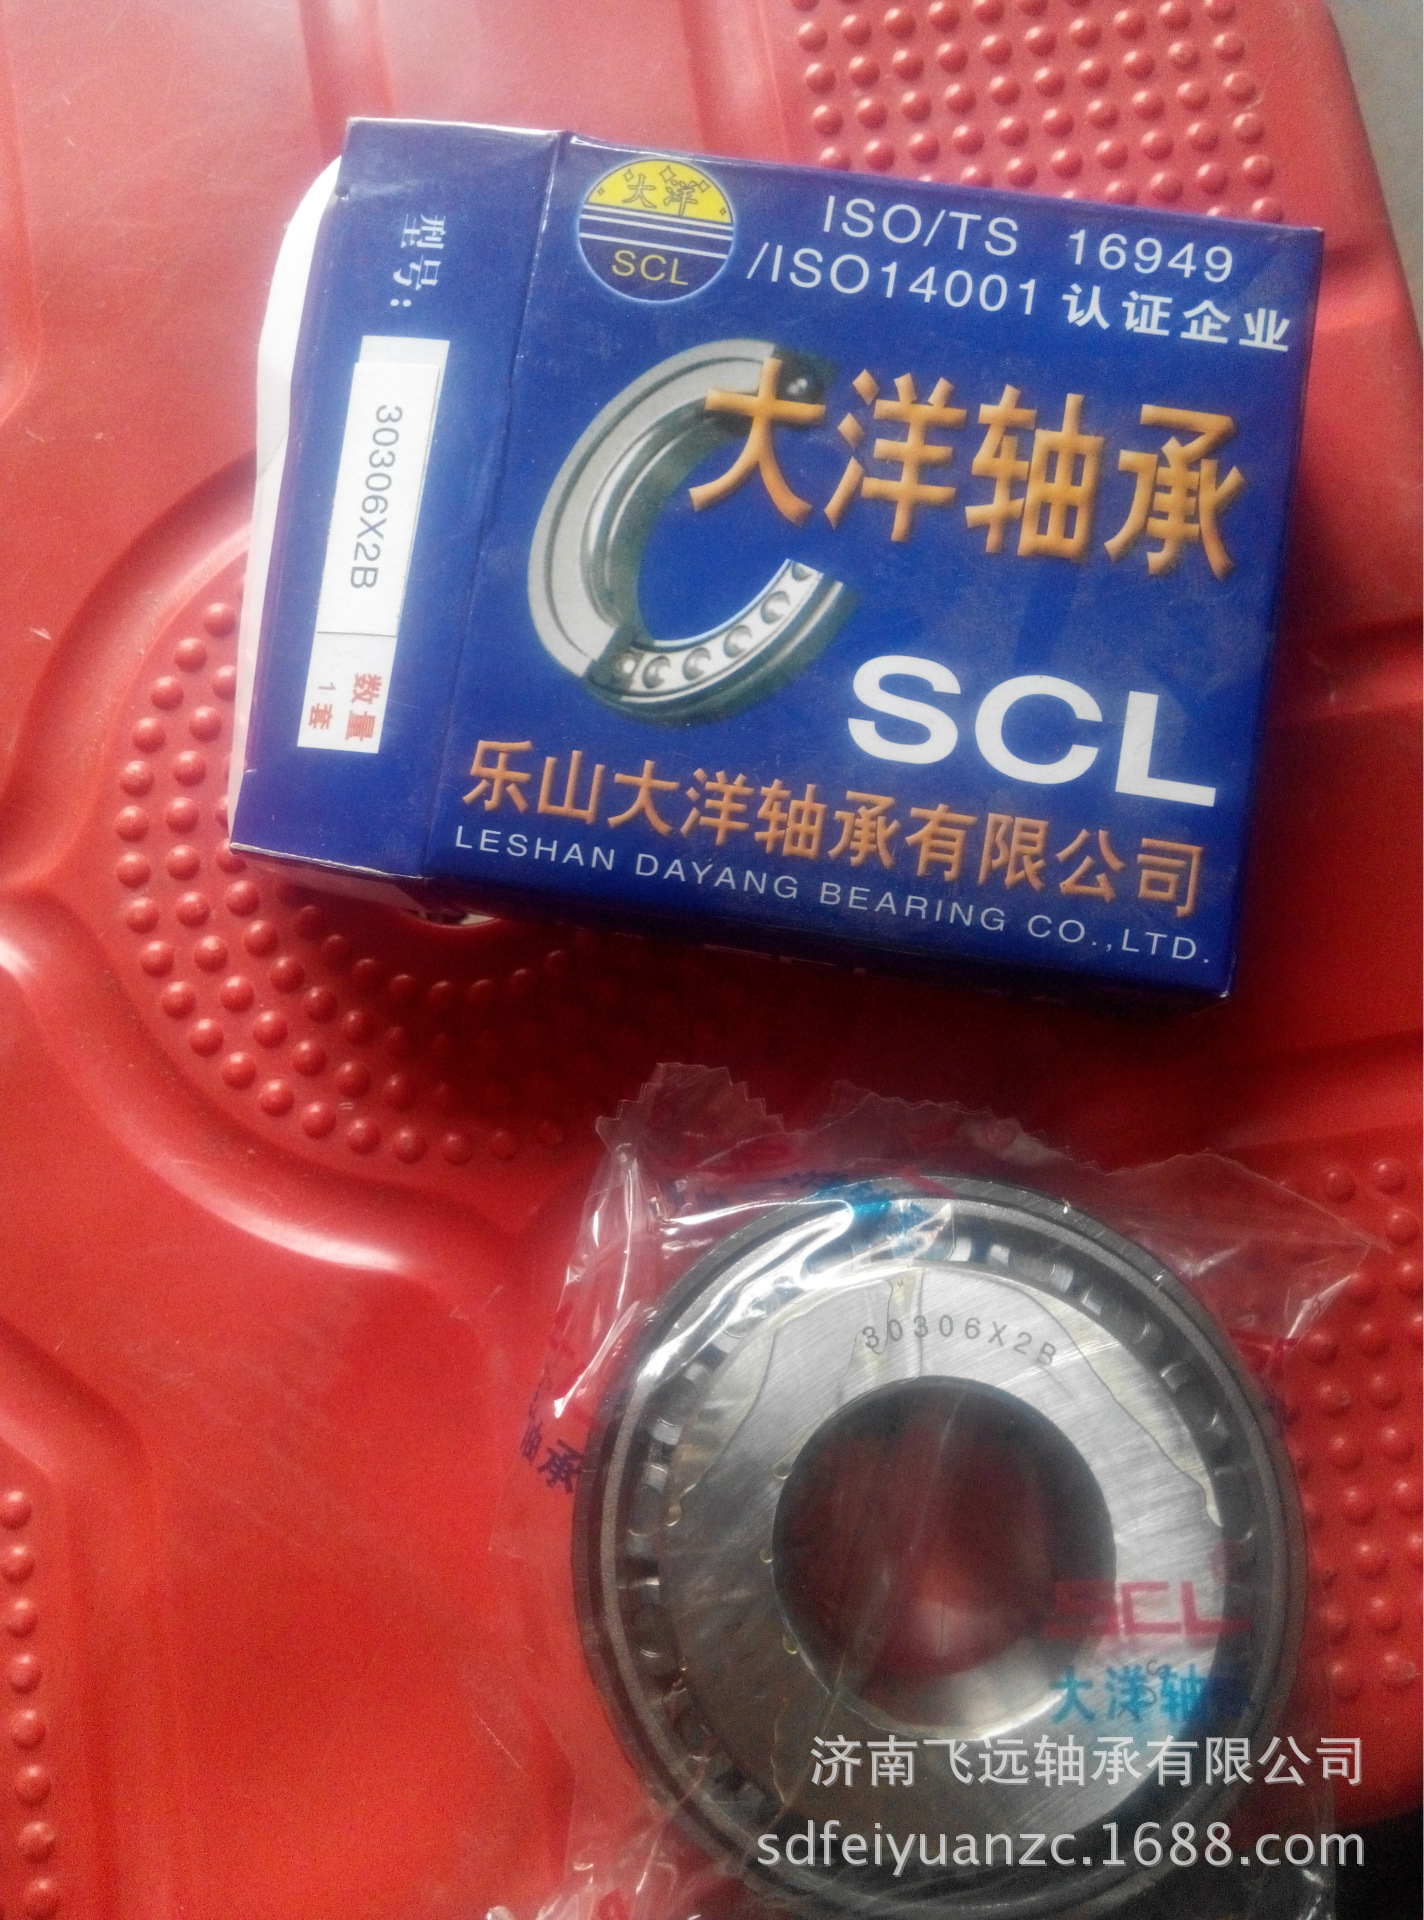 大洋
SCL
ISO/TS 16949
/ISO14001 认证企业
型号:
30306X2B
数量
1 套
大洋轴承
SCL
乐山大洋轴承有限公司
LESHAN DAYANG BEARING CO.,LTD.
30306X2B
轴承
SCL
大洋轴
济南飞远轴承有限公司
sdfeiyuanzc.1688.com